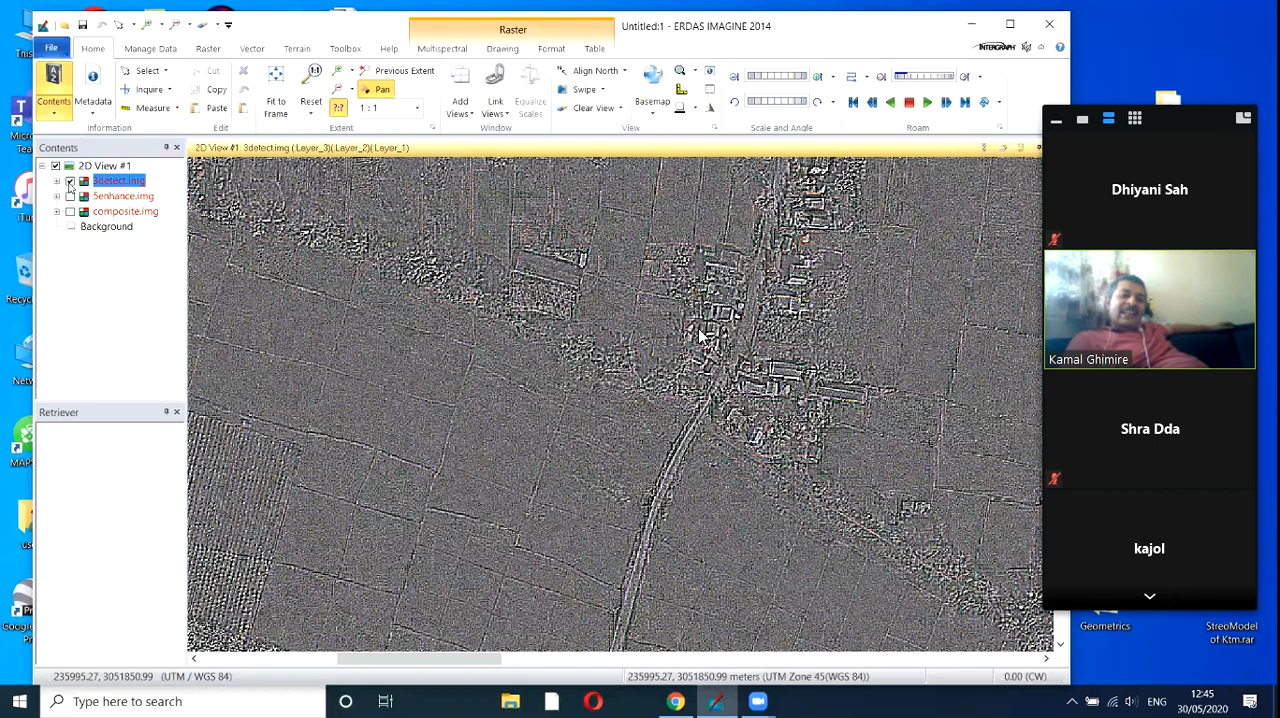 Raster
Untitled:1 - ERDAS IMAGINE 2014
File Home Manage Data Raster Vector Terrain Toolbox Help Multispectral Drawing Format Table
INTERGRAPH
Contents
Metadata
Select
Inquire
Measure
Information
Cut
Copy
Paste
Edit
Fit to Frame
Reset
Previous Extent
Pan
1 : 1
Extent
Add Views
Link Views
Equalize Scales
Window
Align North
Swipe
Clear View
Basemap
View
Scale and Angle
Roam
Contents
2D View #1
3detect.img
5enhance.img
composite.img
Background
Retriever
2D View #1 3detect.img (:Layer_3)(:Layer_2)(:Layer_1)
235995.27, 3051850.99 (UTM / WGS 84)
235995.27, 3051850.99 meters (UTM Zone 45(WGS 84))
0.00 (CW)
Dhiyani Sah
Kamal Ghimire
Shra Dda
kajol
Geometrics
StreoModel
of Ktm.rar
Type here to search
ENG
12:45
30/05/2020